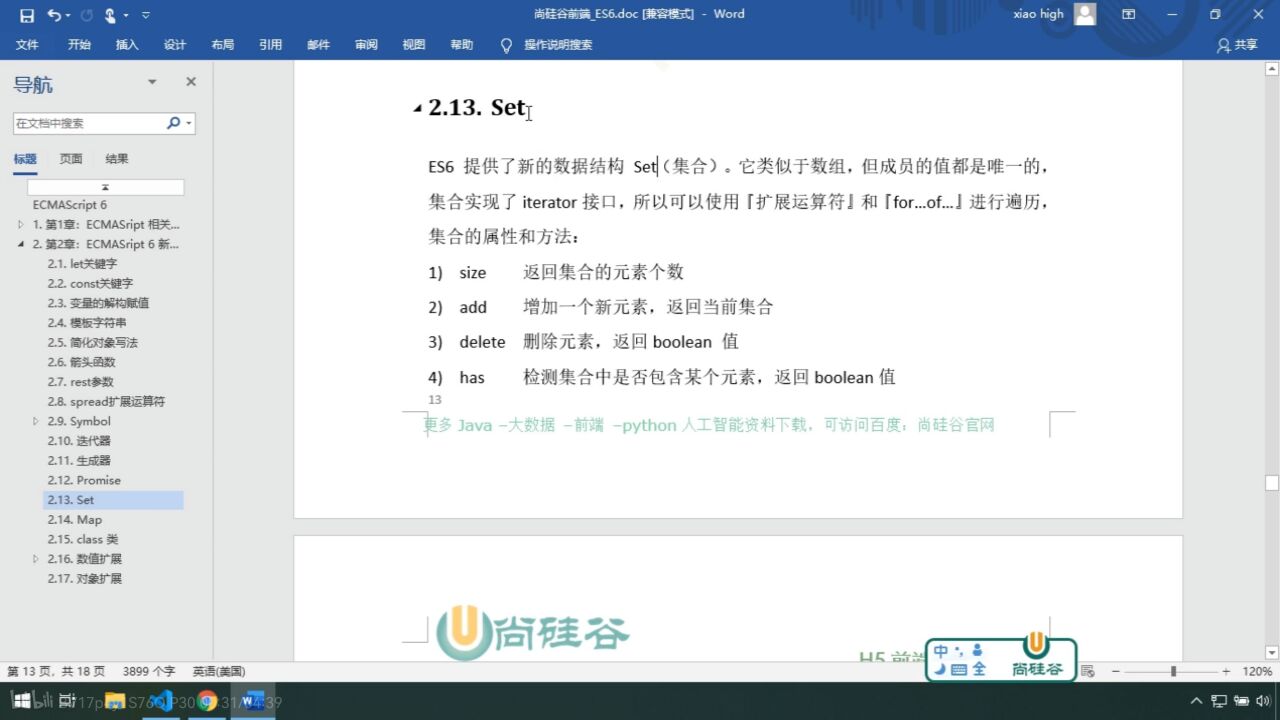 尚硅谷前端_ES6.doc [兼容模式] - Word
xiao high
文件 开始 插入 设计 布局 引用 邮件 审阅 视图 帮助 操作说明搜索 共享
导航
在文档中搜索
标题 页面 结果
ECMAScript 6
1. 第1章：ECMASript 相关...
2. 第2章：ECMASript 6 新...
2.1. let关键字
2.2. const关键字
2.3. 变量的解构赋值
2.4. 模板字符串
2.5. 简化对象写法
2.6. 箭头函数
2.7. rest参数
2.8. spread扩展运算符
2.9. Symbol
2.10. 迭代器
2.11. 生成器
2.12. Promise
2.13. Set
2.14. Map
2.15. class 类
2.16. 数值扩展
2.17. 对象扩展
2.13. Set
ES6 提供了新的数据结构 Set（集合）。它类似于数组，但成员的值都是唯一的，
集合实现了 iterator 接口，所以可以使用『扩展运算符』和『for...of...』进行遍历，
集合的属性和方法：
1) size 返回集合的元素个数
2) add 增加一个新元素，返回当前集合
3) delete 删除元素，返回 boolean 值
4) has 检测集合中是否包含某个元素，返回 boolean 值
13
更多 Java –大数据 –前端 –python 人工智能资料下载，可访问百度：尚硅谷官网
尚硅谷
中 全 尚硅谷
第 13 页，共 18 页 3899 个字 英语(美国)
120%